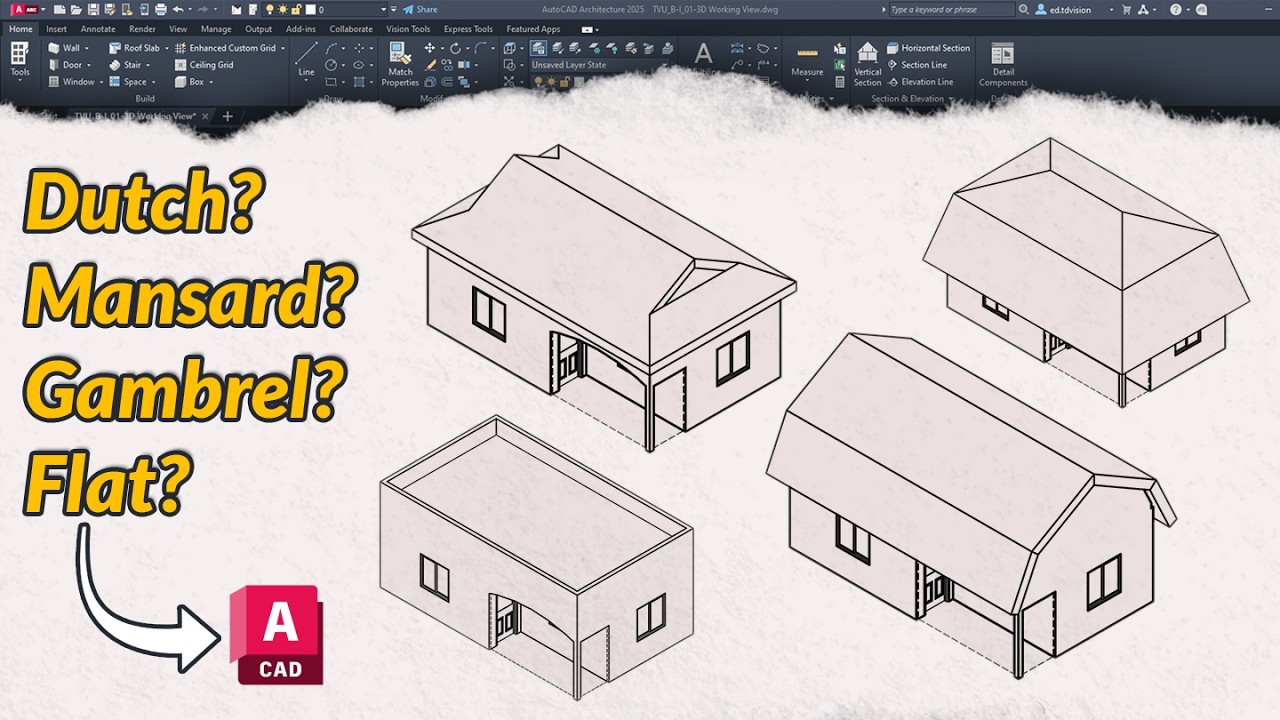 A ARC
0
Share
AutoCAD Architecture 2025 TVU_B-I_01-3D Working View.dwg
Type a keyword or phrase
ed.tdvision
Home Insert Annotate Render View Manage Output Add-ins Collaborate Vision Tools Express Tools Featured Apps
Wall Roof Slab Enhanced Custom Grid
Door Stair Ceiling Grid
Window Space Box
Tools
Build
Line
Match
Properties
Unsaved Layer State
Measure
Vertical
Section
Horizontal Section
Section Line
Elevation Line
Section & Elevation
Detail
Components
TVU_B-I_01-3D Working View*
Dutch?
Mansard?
Gambrel?
Flat?
A
CAD